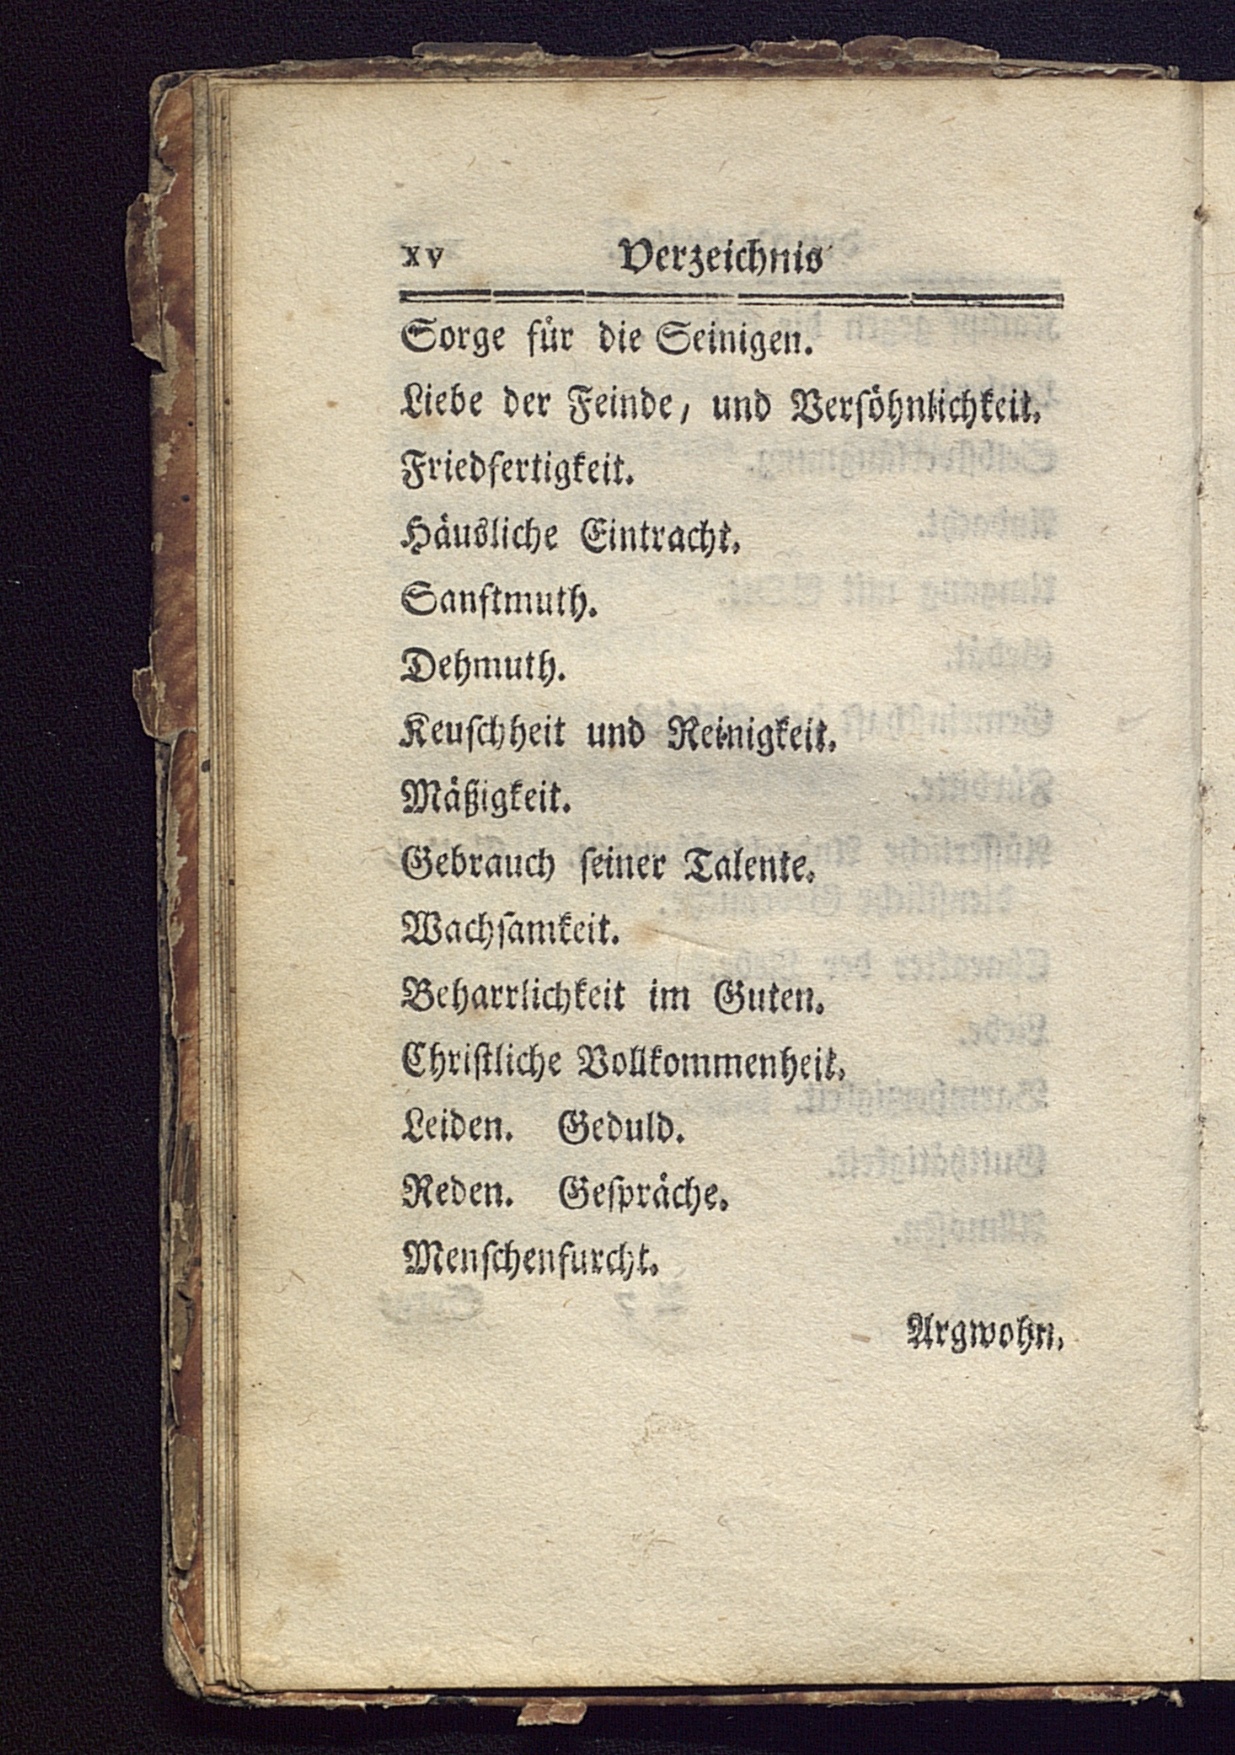 xv Verzeichnis
Sorge für die Seinigen.
Liebe der Feinde, und Versöhnlichkeit.
Friedfertigkeit.
Häusliche Eintracht.
Sanftmuth.
Dehmuth.
Keuschheit und Reinigkeit.
Mäßigkeit.
Gebrauch seiner Talente.
Wachsamkeit.
Beharrlichkeit im Guten.
Christliche Vollkommenheit.
Leiden. Geduld.
Reden. Gespräche.
Menschenfurcht.
Argwohn.